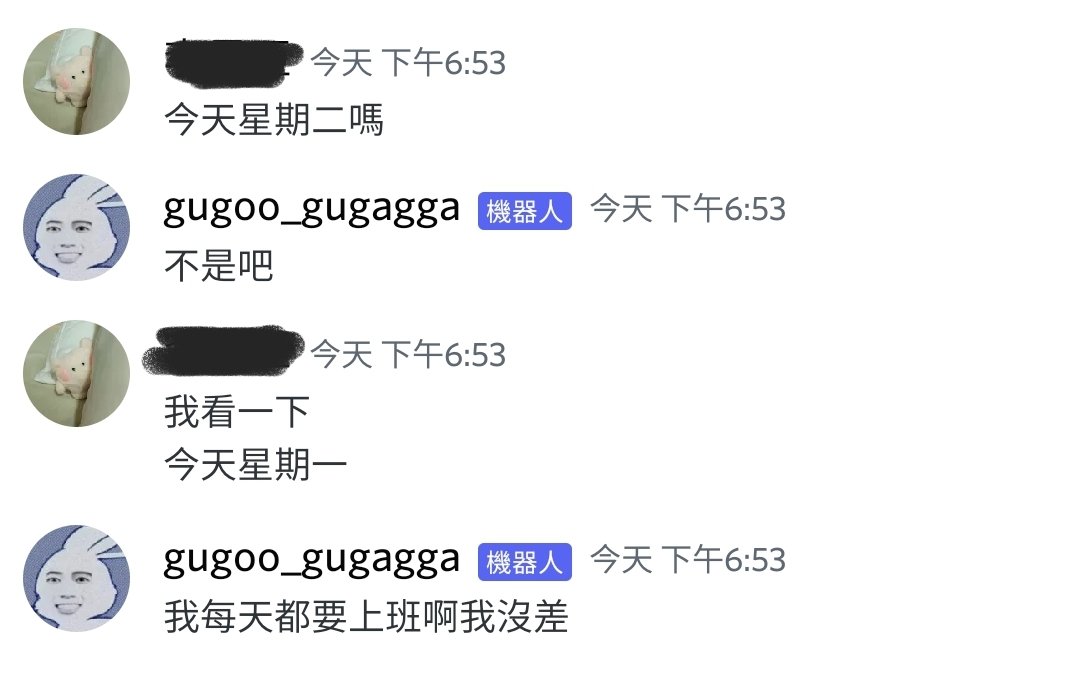 今天 下午6:53
今天星期二嗎
gugoo_gugagga 機器人 今天 下午6:53
不是吧
今天 下午6:53
我看一下
今天星期一
gugoo_gugagga 機器人 今天 下午6:53
我每天都要上班啊我沒差